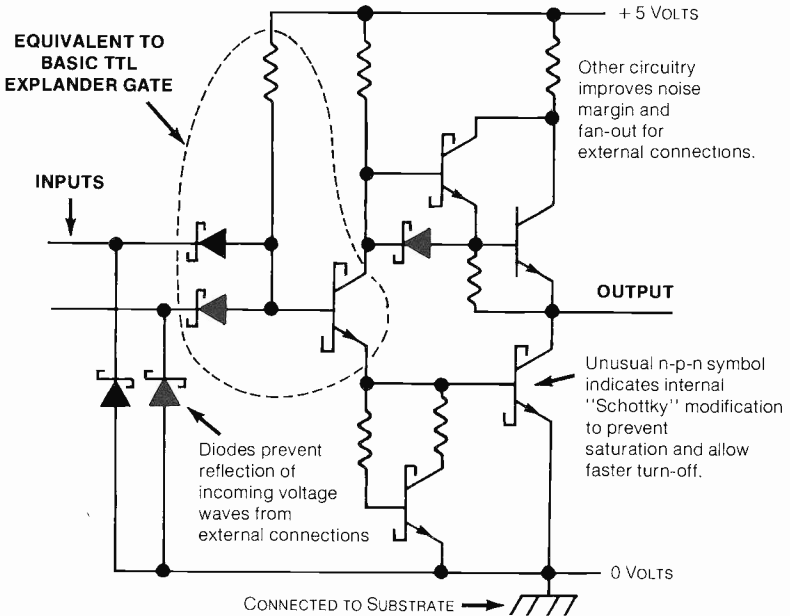 + 5 VOLTS
EQUIVALENT TO
BASIC TTL
EXPLANDER GATE
Other circuitry
improves noise
margin and
fan-out for
external connections.
INPUTS
OUTPUT
Unusual n-p-n symbol
indicates internal
"Schottky" modification
to prevent
saturation and allow
faster turn-off.
Diodes prevent
reflection of
incoming voltage
waves from
external connections
0 VOLTS
CONNECTED TO SUBSTRATE